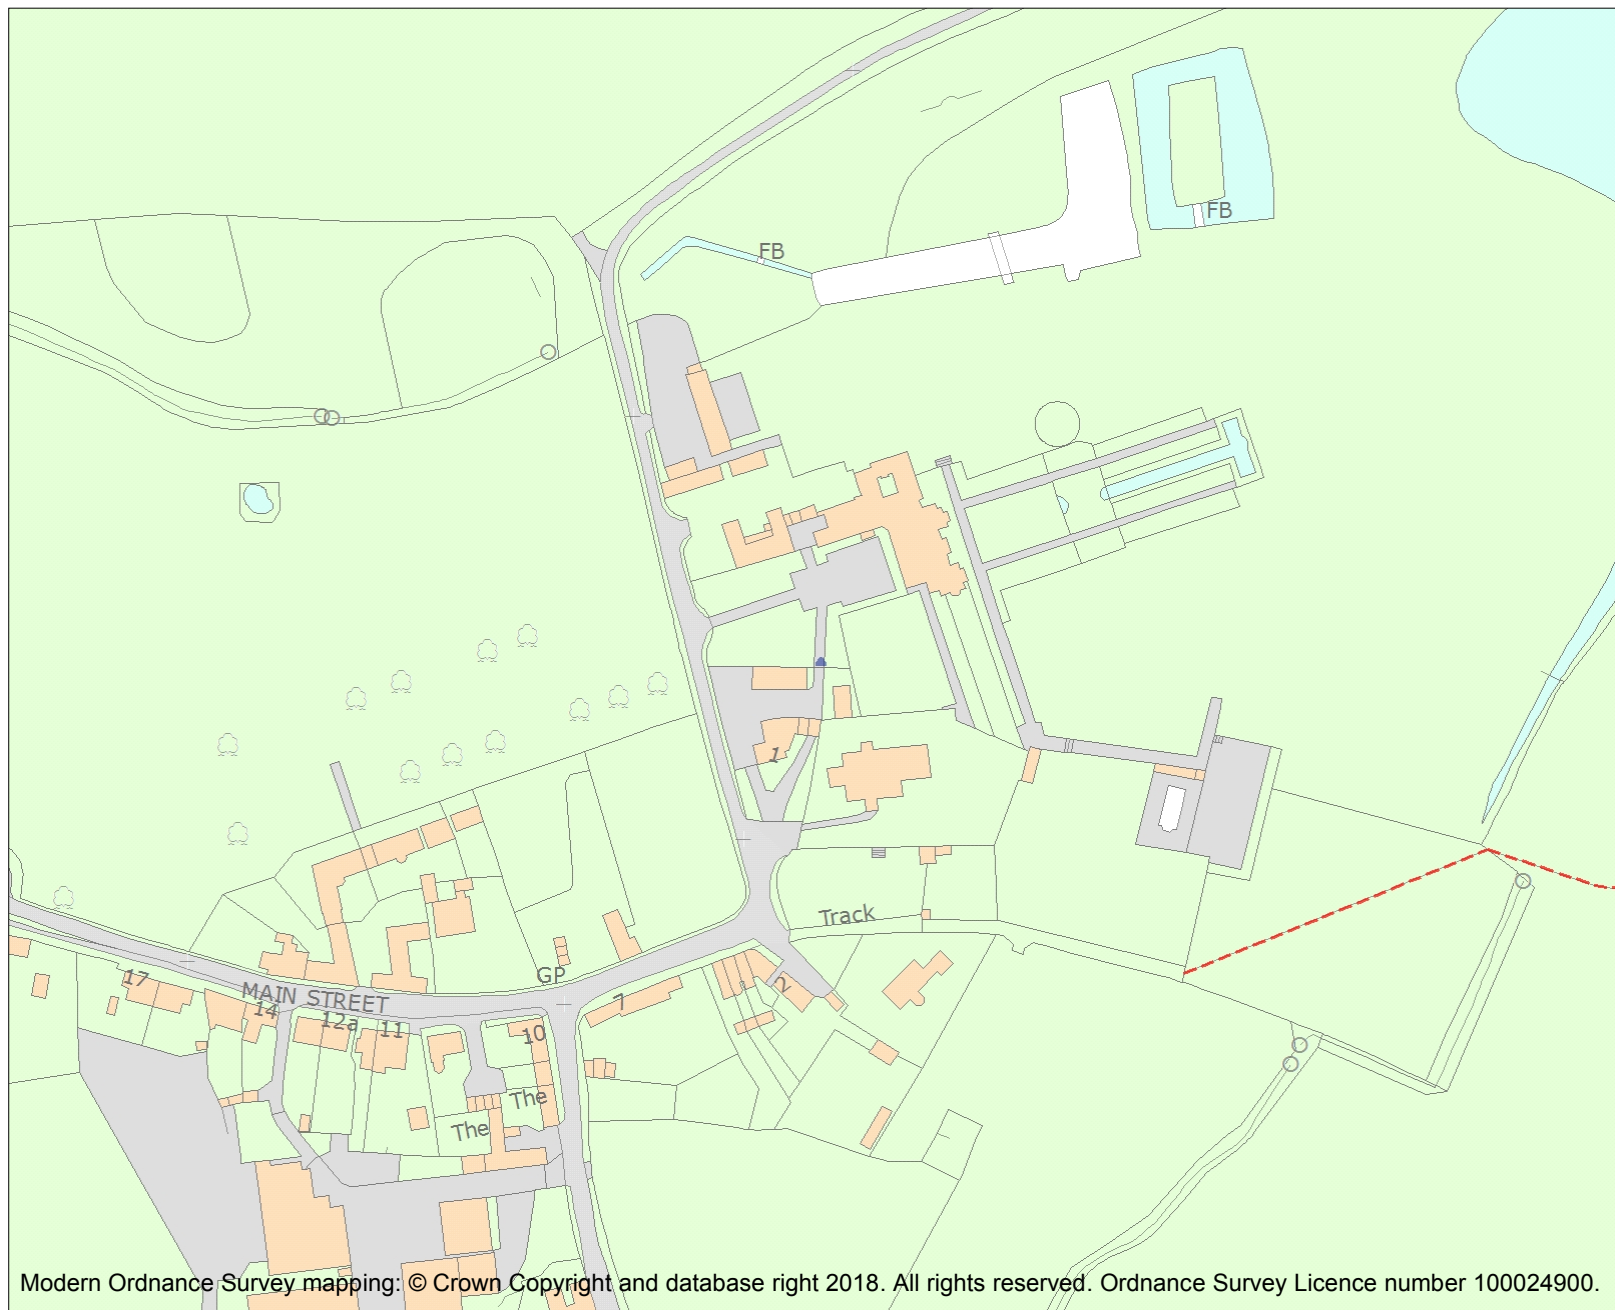 FB
FB
1
Track
GP
17
MAIN STREET
14
12a
11
10
7
2
The
The
Modern Ordnance Survey mapping: © Crown Copyright and database right 2018. All rights reserved. Ordnance Survey Licence number 100024900.